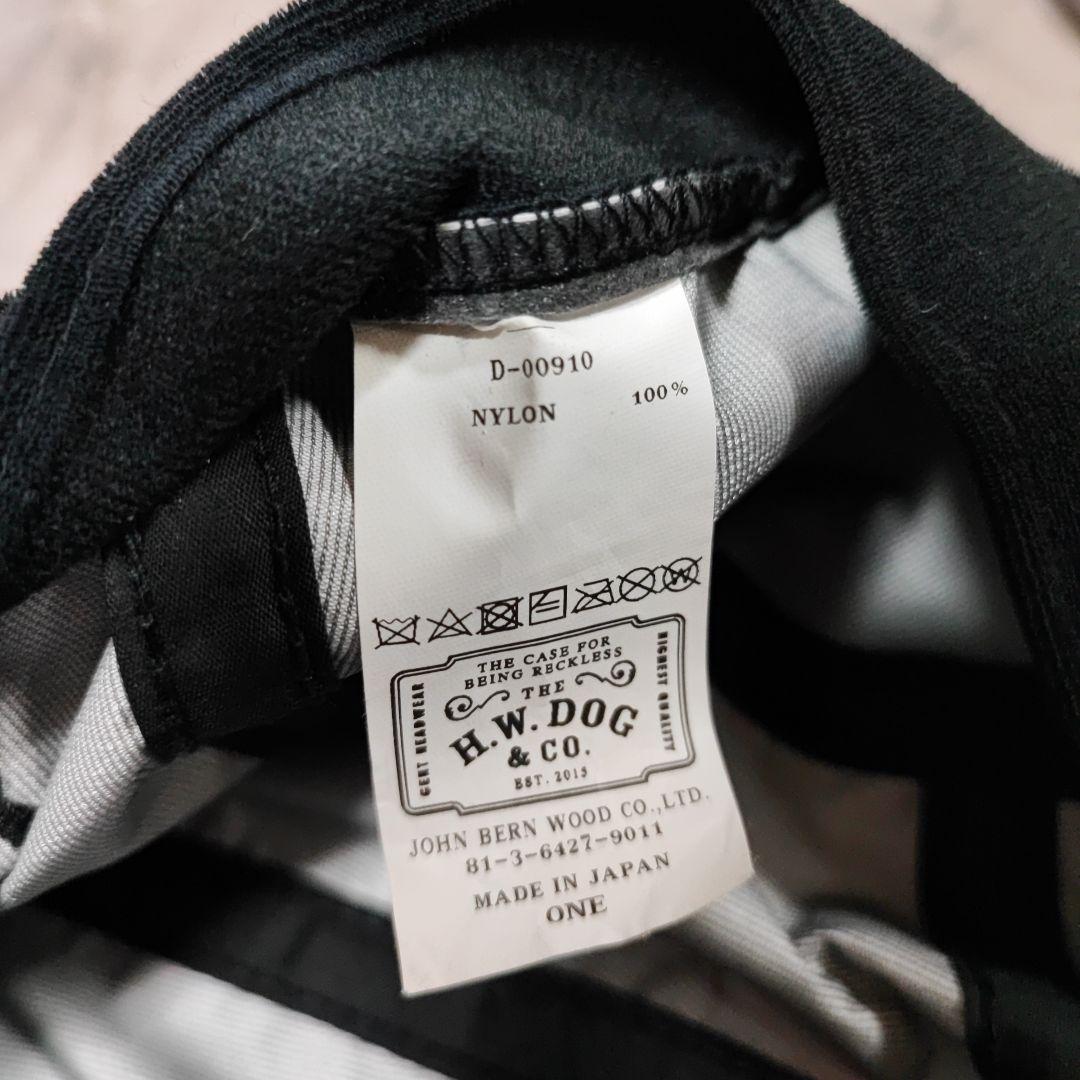 D-00910
NYLON 100%
W
THE CASE FOR
BEING RECKLESS
THE
H.W. DOG
& CO.
EST. 2015
GENT HEADWEAR
HIGHEST QUALITY
JOHN BERN WOOD CO.,LTD.
81-3-6427-9011
MADE IN JAPAN
ONE